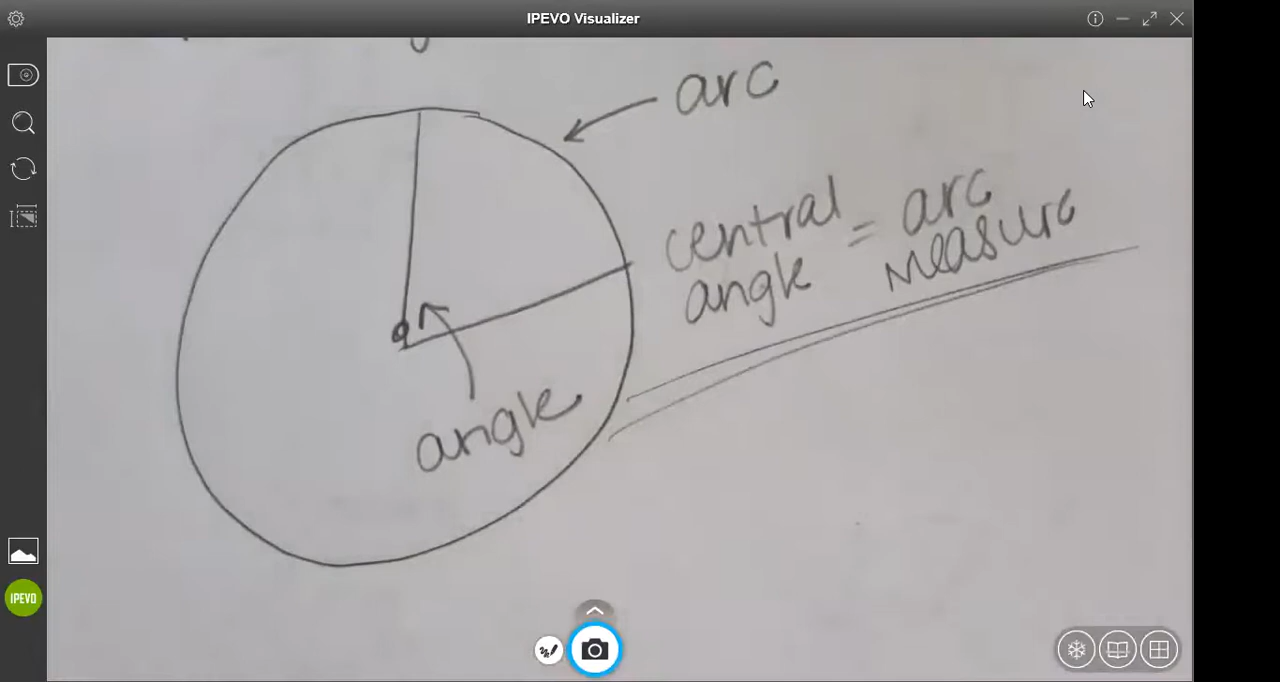 IPEVO Visualizer
arc
central = arc
angle measure
angle
IPEVO